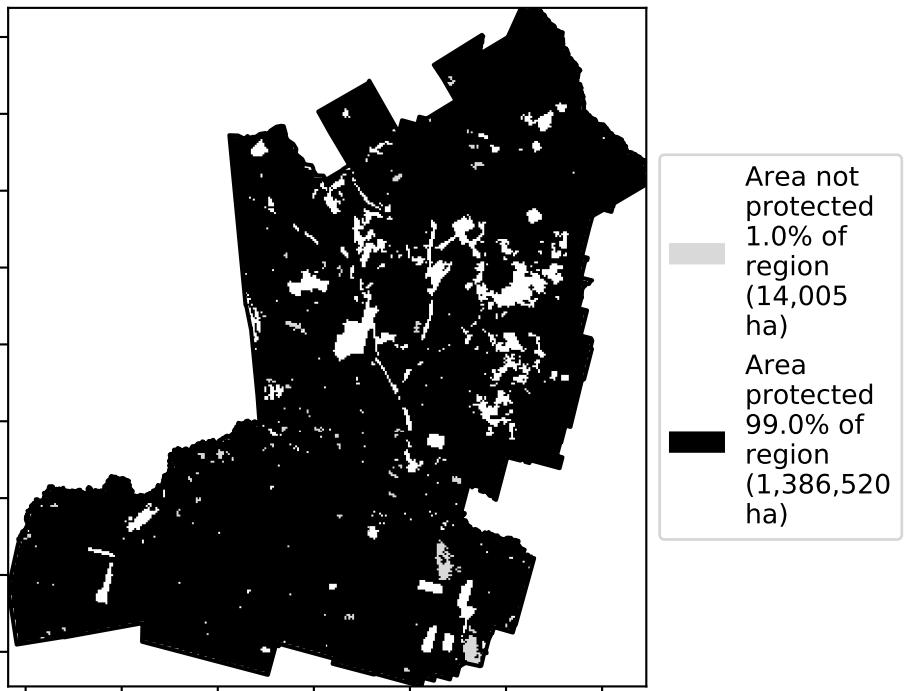 Area not
protected
1.0% of
region
(14,005
ha)
Area
protected
99.0% of
region
(1,386,520
ha)